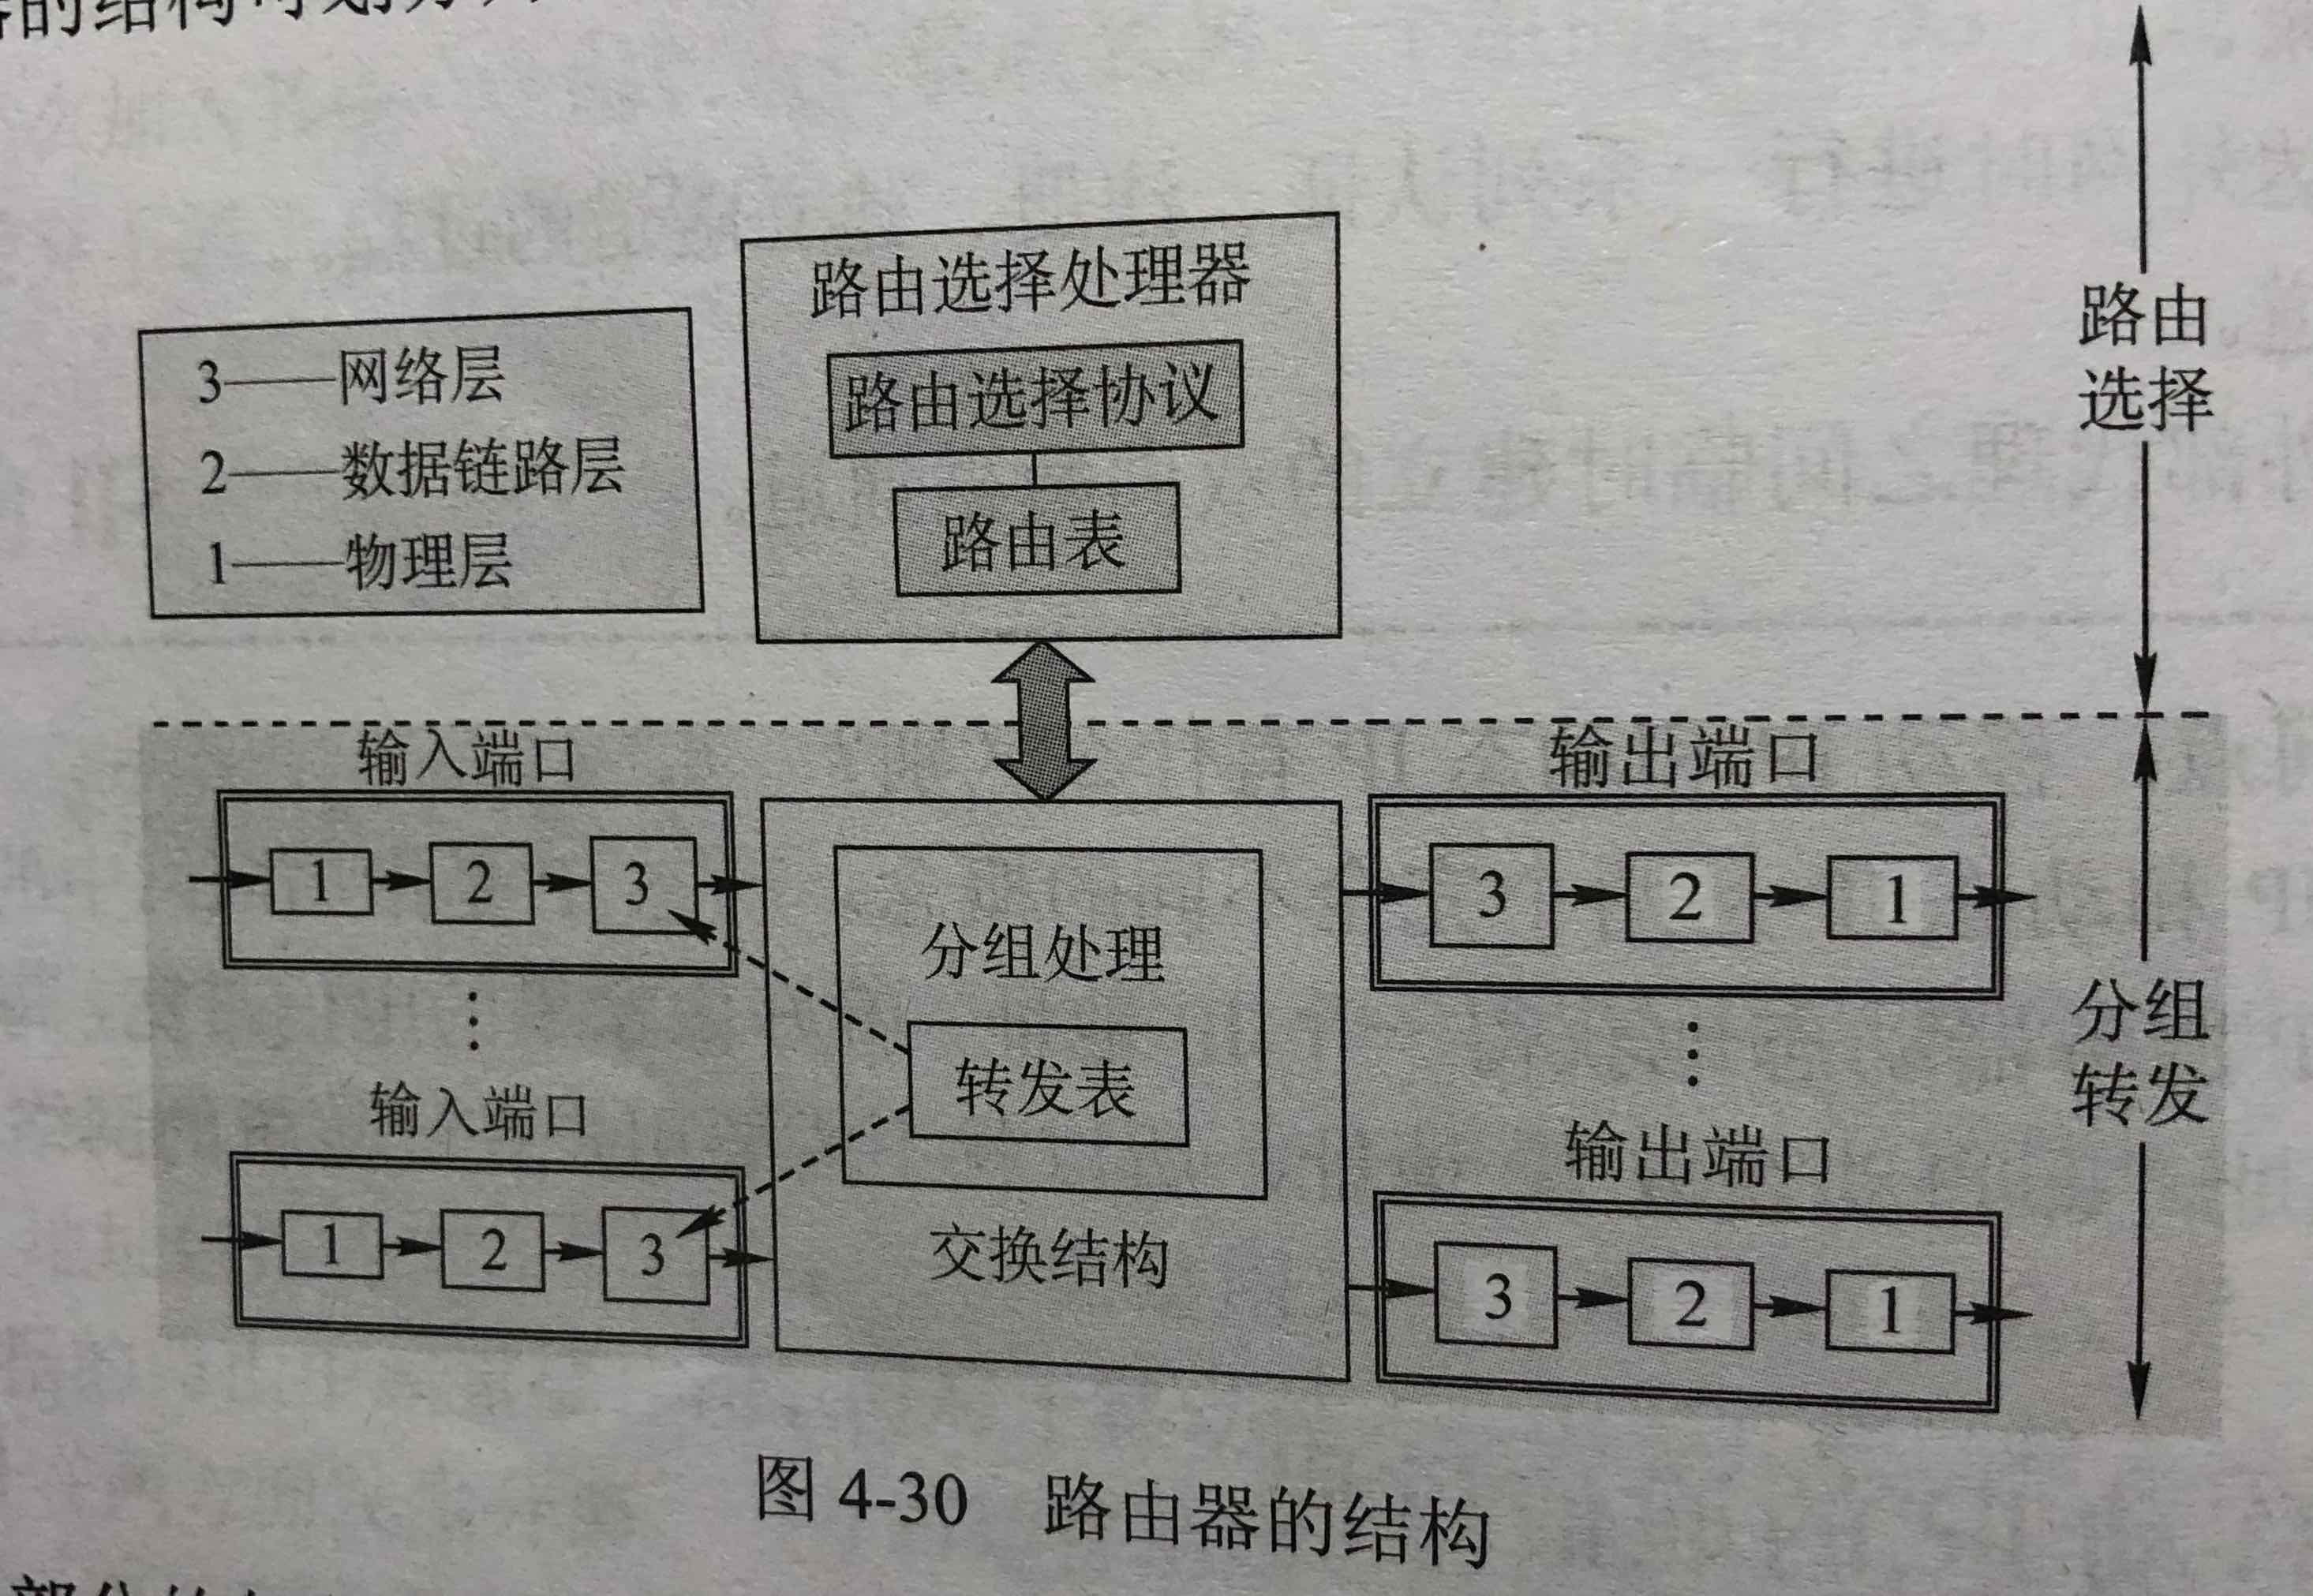 器的结构可划分
路由选择处理器
路由选择协议
路由表
3——网络层
2——数据链路层
1——物理层
路由
选择
输入端口
1 2 3
⋮
输入端口
1 2 3
分组处理
转发表
交换结构
输出端口
3 2 1
⋮
输出端口
3 2 1
分组
转发
图 4-30 路由器的结构
部分